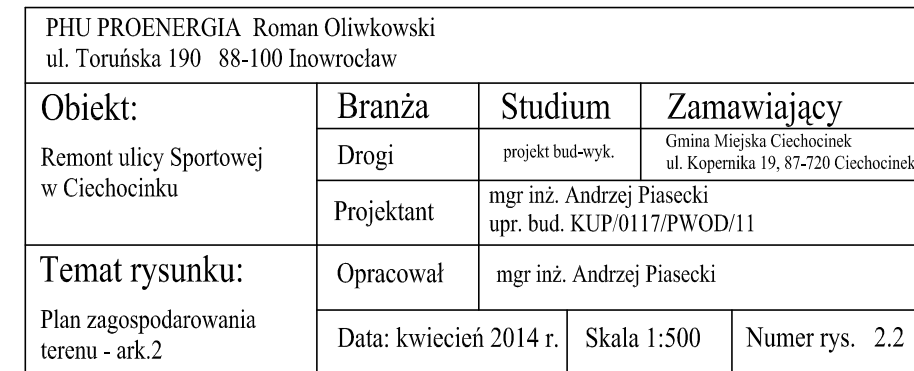 PHU PROENERGIA Roman Oliwkowski
ul. Toruńska 190 88-100 Inowrocław
Obiekt:
Remont ulicy Sportowej
w Ciechocinku
Branża
Studium
Zamawiający
Drogi
projekt bud-wyk.
Gmina Miejska Ciechocinek
ul. Kopernika 19, 87-720 Ciechocinek
Projektant
mgr inż. Andrzej Piasecki
upr. bud. KUP/0117/PWOD/11
Temat rysunku:
Plan zagospodarowania
terenu - ark.2
Opracował
mgr inż. Andrzej Piasecki
Data: kwiecień 2014 r.
Skala 1:500
Numer rys. 2.2